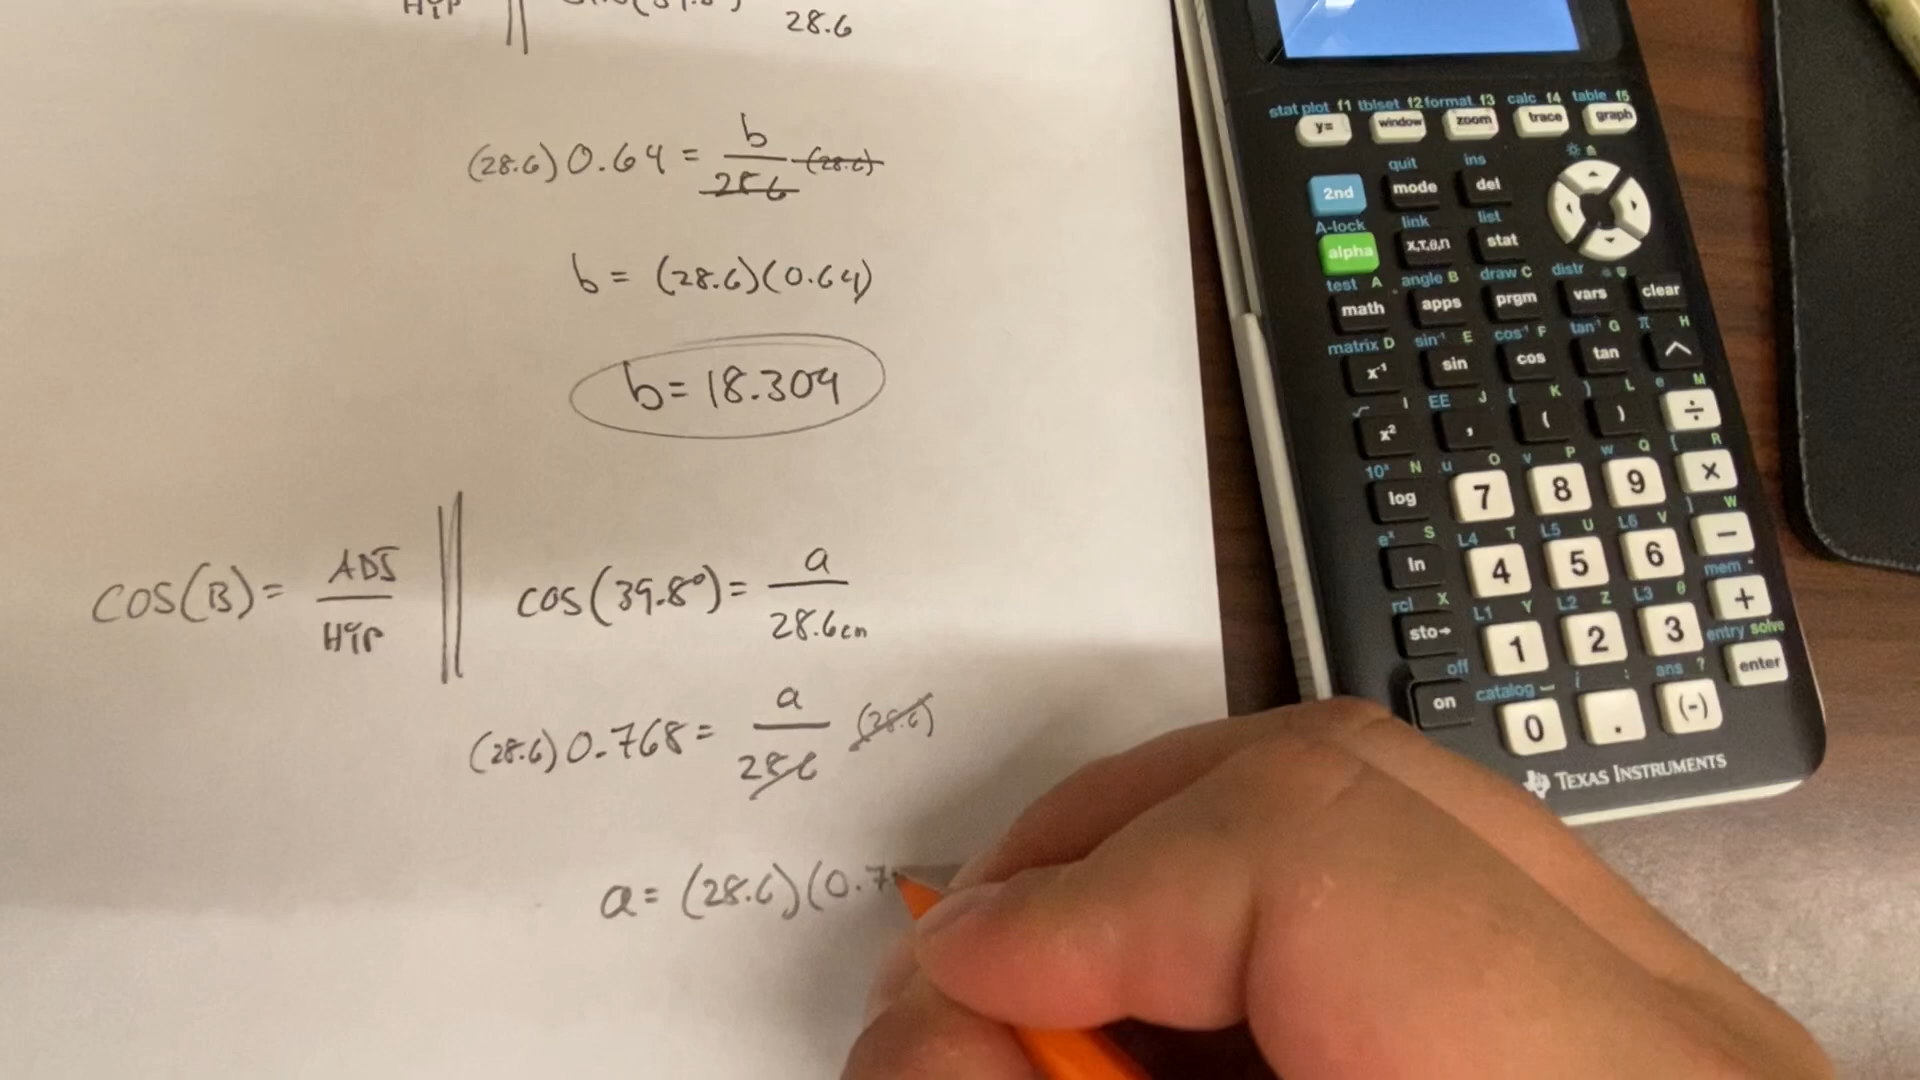 HYP
28.6
(28.6) 0.64 = b / 28.6 (28.6)
b = (28.6)(0.64)
b = 18.304
COS(B) = ADJ / HYP || cos(39.8°) = a / 28.6cm
(28.6) 0.768 = a / 28.6 (28.6)
a = (28.6)(0.7
stat plot f1 tblset f2 format f3 calc f4 table f5
y= window zoom trace graph
quit ins
2nd mode del
A-lock link list
alpha X,T,θ,n stat
test A angle B draw C distr
math apps prgm vars clear
matrix D sin⁻¹ E cos⁻¹ F tan⁻¹ G π H
x⁻¹ sin cos tan ^
√ I EE J { K } L e M
x² , ( ) ÷
10ˣ N u O v P w Q [ R
log 7 8 9 ×
eˣ S L4 T L5 U L6 V ] W
ln 4 5 6 −
rcl X L1 Y L2 Z L3 θ mem "
sto→ 1 2 3 +
off catalog i : ans ? entry solve
on 0 . (-) enter
TEXAS INSTRUMENTS